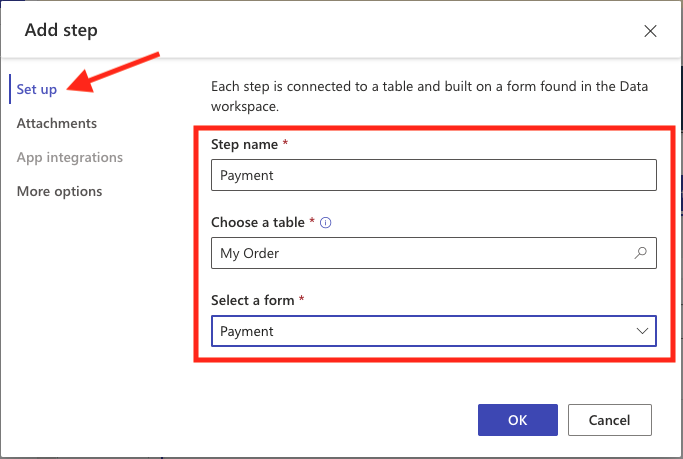 Add step
Set up
Attachments
App integrations
More options
Each step is connected to a table and built on a form found in the Data
workspace.
Step name *
Payment
Choose a table *
My Order
Select a form *
Payment
OK
Cancel